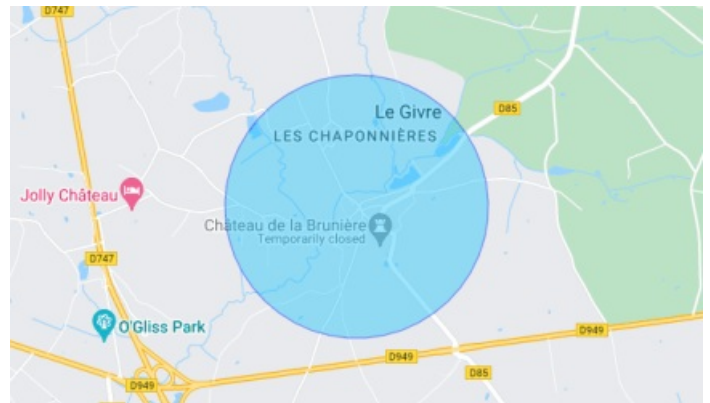 D747
Le Givre
D85
LES CHAPONNIÈRES
Jolly Château
Château de la Brunière
Temporarily closed
D747
O'Gliss Park
D949
D949
D85